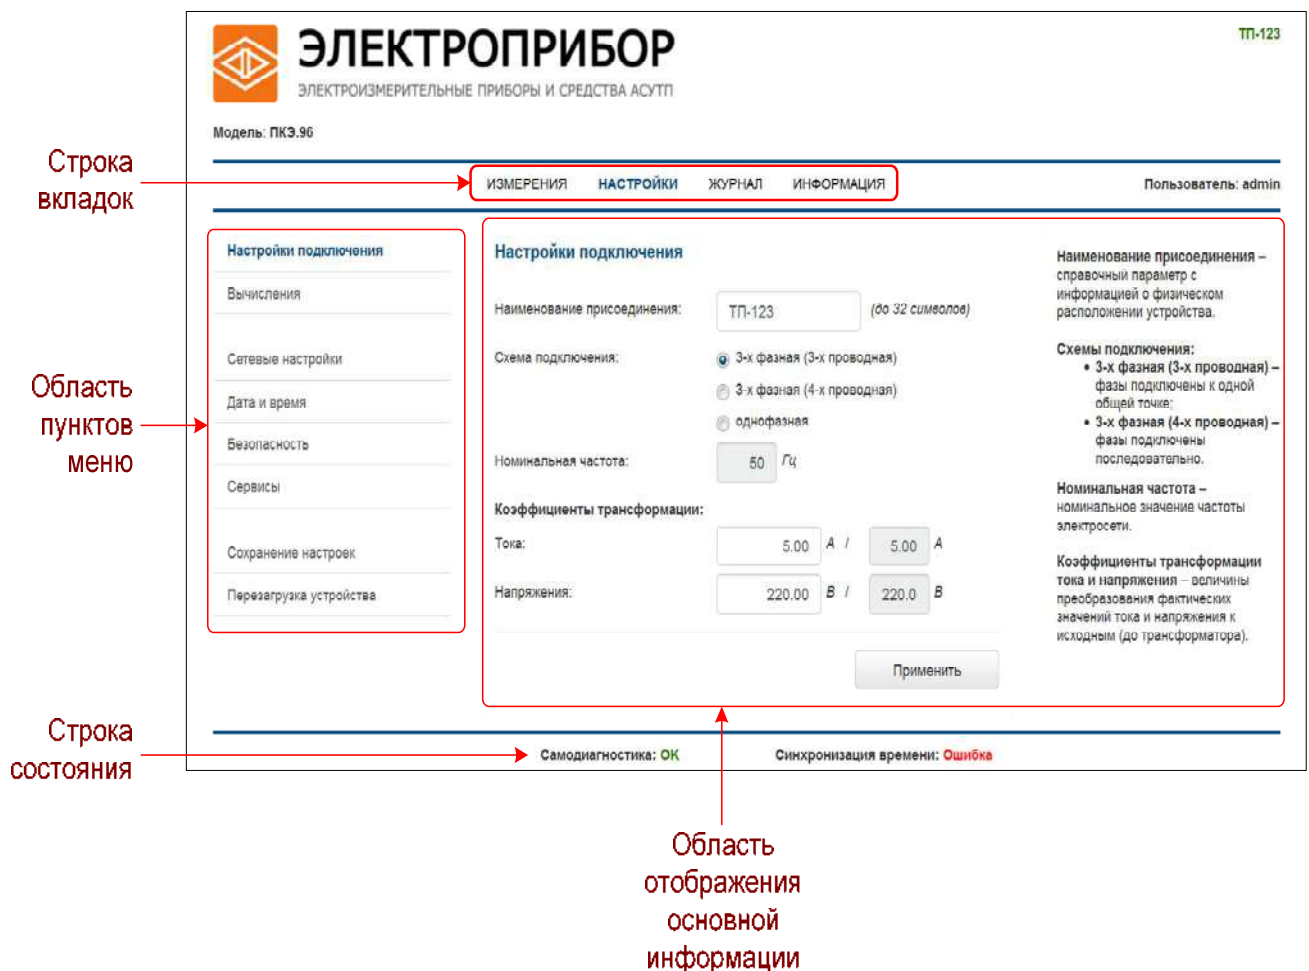 ЭЛЕКТРОПРИБОР
ЭЛЕКТРОИЗМЕРИТЕЛЬНЫЕ ПРИБОРЫ И СРЕДСТВА АСУТП
ТП-123
Модель: ПКЭ.96
Строка
вкладок
ИЗМЕРЕНИЯ НАСТРОЙКИ ЖУРНАЛ ИНФОРМАЦИЯ
Пользователь: admin
Область
пунктов
меню
Настройки подключения
Вычисления
Сетевые настройки
Дата и время
Безопасность
Сервисы
Сохранение настроек
Перезагрузка устройства
Настройки подключения
Наименование присоединения: ТП-123 (до 32 символов)
Схема подключения: 3-х фазная (3-х проводная)
3-х фазная (4-х проводная)
однофазная
Номинальная частота: 50 Гц
Коэффициенты трансформации:
Тока: 5.00 А / 5.00 А
Напряжения: 220.00 В / 220.0 В
Применить
Наименование присоединения –
справочный параметр с
информацией о физическом
расположении устройства.
Схемы подключения:
• 3-х фазная (3-х проводная) –
фазы подключены к одной
общей точке;
• 3-х фазная (4-х проводная) –
фазы подключены
последовательно.
Номинальная частота –
номинальное значение частоты
электросети.
Коэффициенты трансформации
тока и напряжения – величины
преобразования фактических
значений тока и напряжения к
исходным (до трансформатора).
Строка
состояния
Самодиагностика: ОК Синхронизация времени: Ошибка
Область
отображения
основной
информации